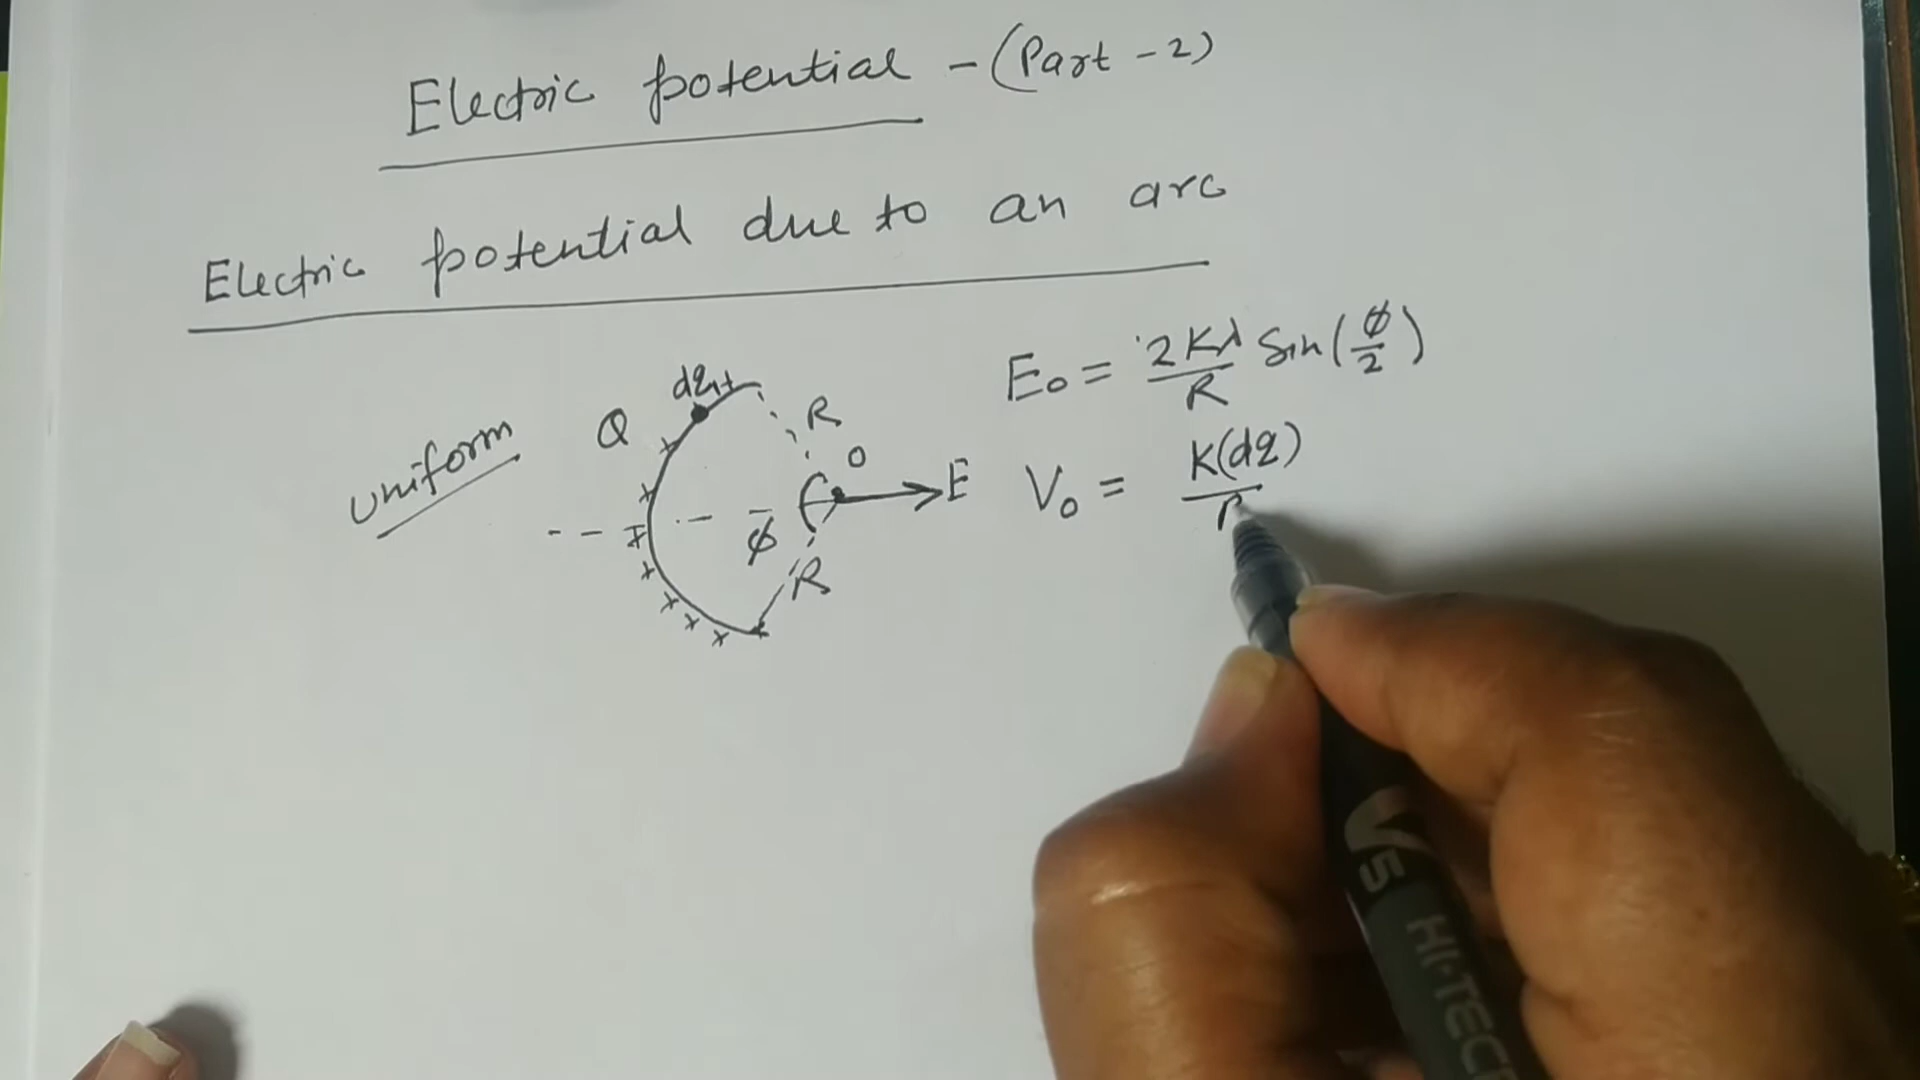 Electric potential - (Part - 2)
Electric potential due to an arc
uniform
Q
dq
R
O
E
ϕ
R
E₀ = 2Kλ/R Sin(ϕ/2)
V₀ = K(dq)
V5
HI-TEC